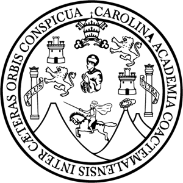 CAROLINA ACADEMIA COACTEMALENSIS INTER CÆTERAS ORBIS CONSPICUA